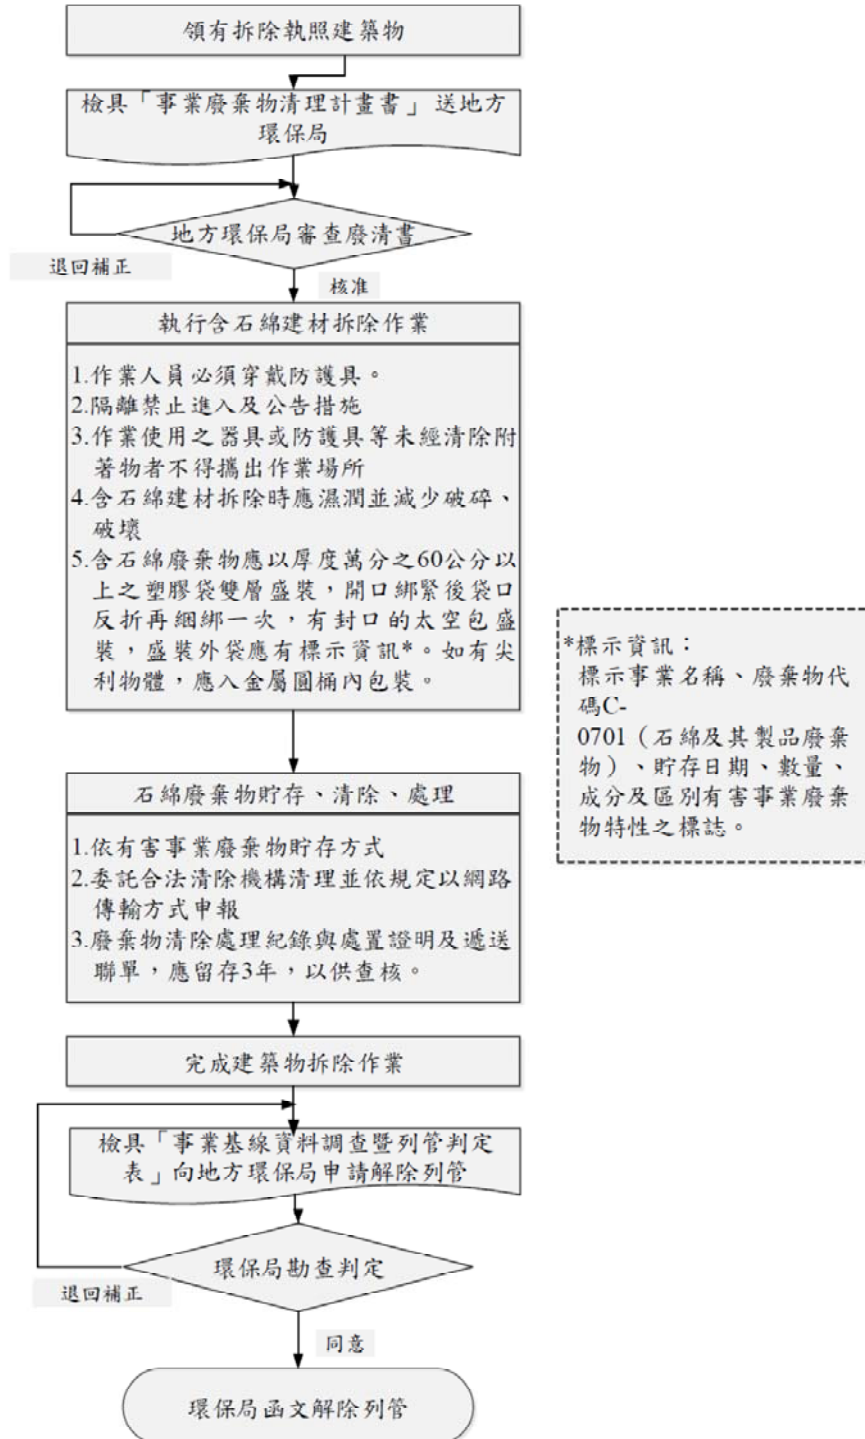 領有拆除執照建築物
檢具「事業廢棄物清理計畫書」送地方
環保局
地方環保局審查廢清書
退回補正
核准
執行含石綿建材拆除作業
1.作業人員必須穿戴防護具。
2.隔離禁止進入及公告措施
3.作業使用之器具或防護具等未經清除附
著物者不得攜出作業場所
4.含石綿建材拆除時應濕潤並減少破碎、
破壞
5.含石綿廢棄物應以厚度萬分之60公分以
上之塑膠袋雙層盛裝，開口綁緊後袋口
反折再綑綁一次，有封口的太空包盛
裝，盛裝外袋應有標示資訊*。如有尖
利物體，應入金屬圓桶內包裝。
*標示資訊：
標示事業名稱、廢棄物代
碼C-
0701（石綿及其製品廢棄
物）、貯存日期、數量、
成分及區別有害事業廢棄
物特性之標誌。
石綿廢棄物貯存、清除、處理
1.依有害事業廢棄物貯存方式
2.委託合法清除機構清理並依規定以網路
傳輸方式申報
3.廢棄物清除處理紀錄與處置證明及遞送
聯單，應留存3年，以供查核。
完成建築物拆除作業
檢具「事業基線資料調查暨列管判定
表」向地方環保局申請解除列管
環保局勘查判定
退回補正
同意
環保局函文解除列管